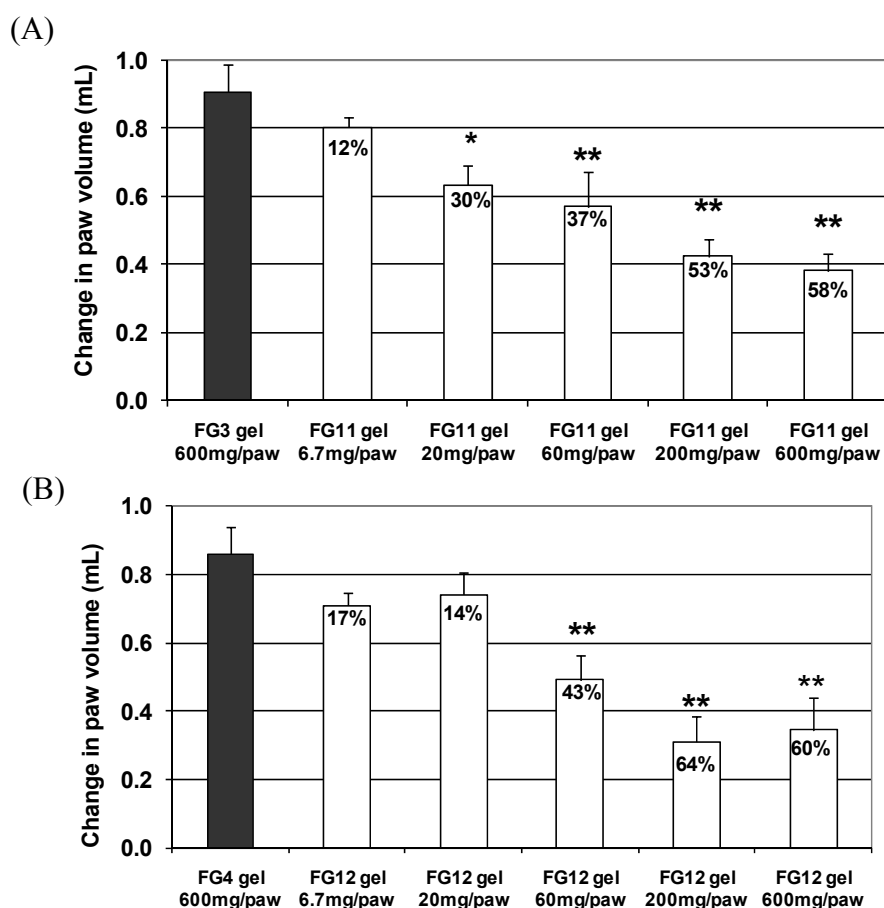 (A)
Change in paw volume (mL)
1.0
0.8
0.6
0.4
0.2
0.0
12%
*
30%
**
37%
**
53%
**
58%
FG3 gel
600mg/paw
FG11 gel
6.7mg/paw
FG11 gel
20mg/paw
FG11 gel
60mg/paw
FG11 gel
200mg/paw
FG11 gel
600mg/paw
(B)
Change in paw volume (mL)
1.0
0.8
0.6
0.4
0.2
0.0
17%
14%
**
43%
**
64%
**
60%
FG4 gel
600mg/paw
FG12 gel
6.7mg/paw
FG12 gel
20mg/paw
FG12 gel
60mg/paw
FG12 gel
200mg/paw
FG12 gel
600mg/paw